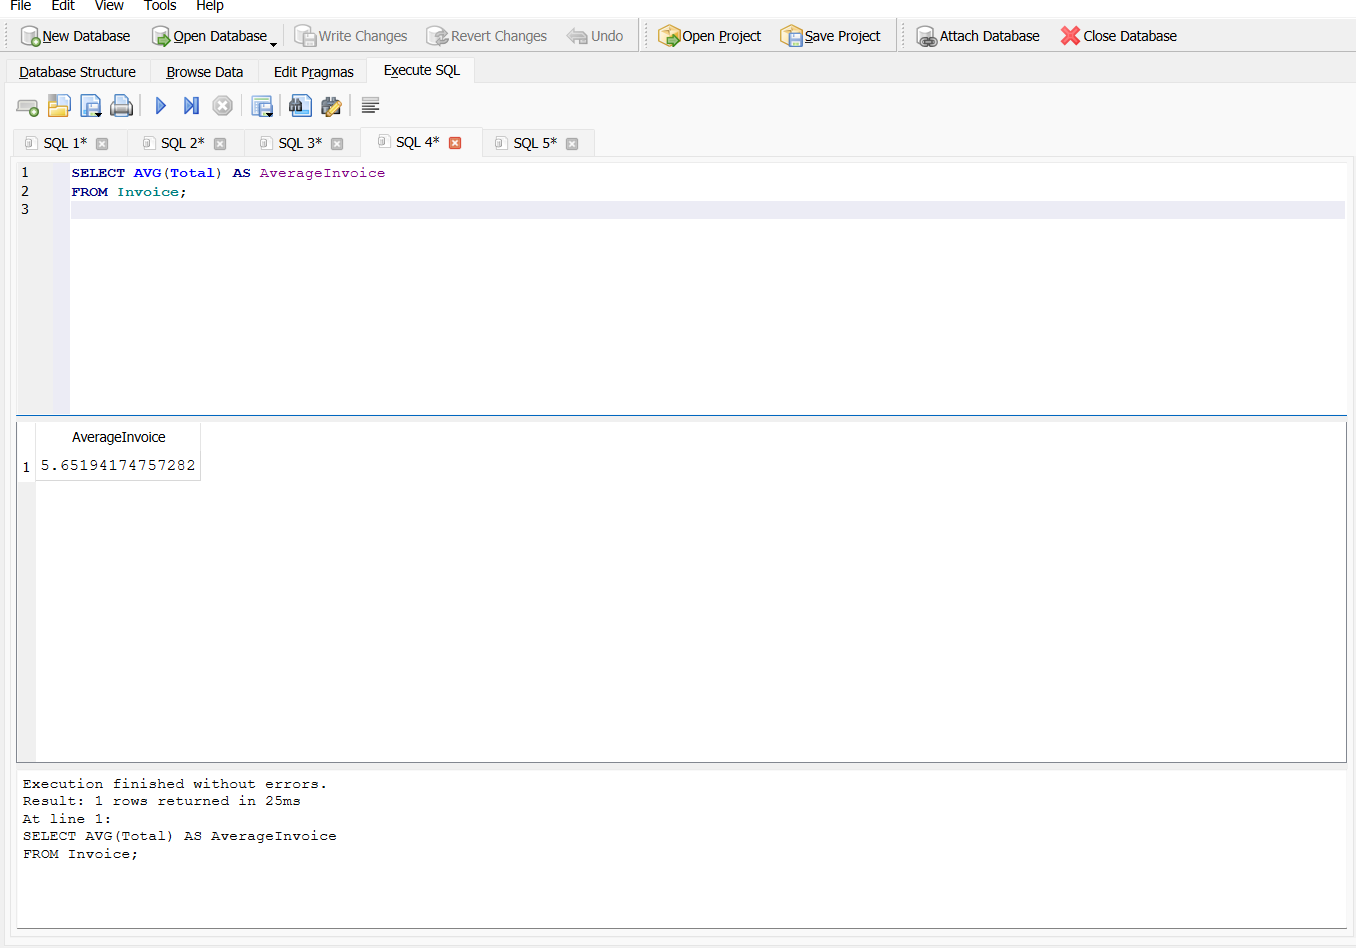 File Edit View Tools Help
New Database Open Database Write Changes Revert Changes Undo Open Project Save Project Attach Database Close Database
Database Structure Browse Data Edit Pragmas Execute SQL
SQL 1* SQL 2* SQL 3* SQL 4* SQL 5*
1 SELECT AVG(Total) AS AverageInvoice
2 FROM Invoice;
3
AverageInvoice
1 5.65194174757282
Execution finished without errors.
Result: 1 rows returned in 25ms
At line 1:
SELECT AVG(Total) AS AverageInvoice
FROM Invoice;